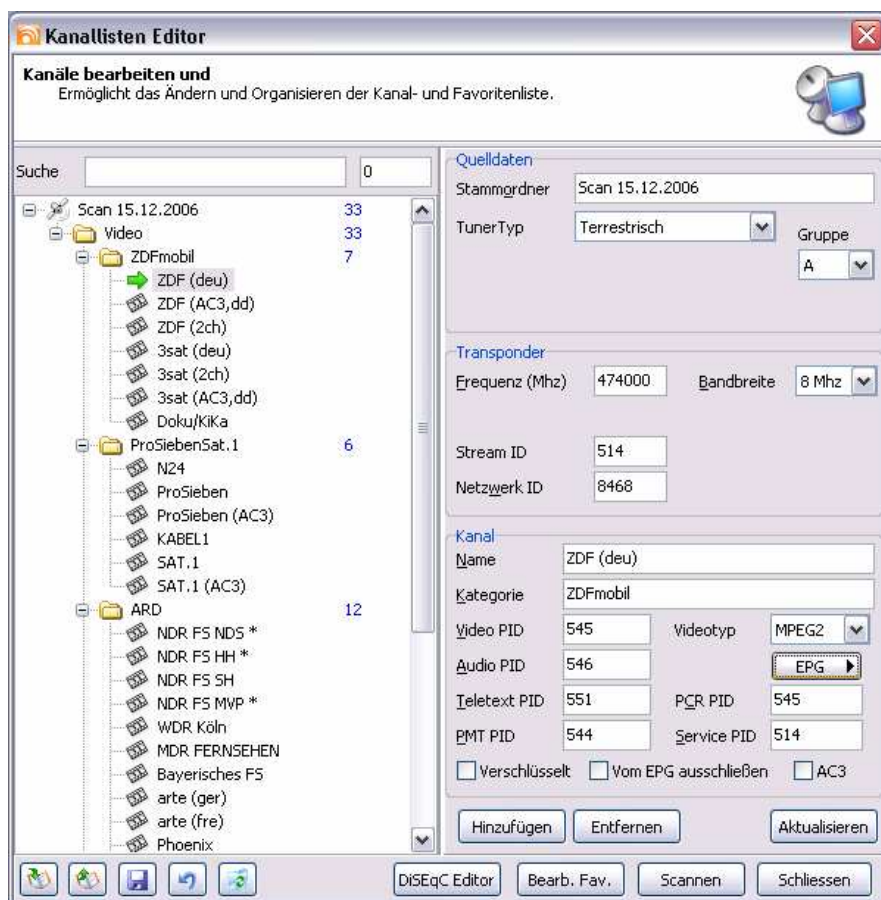 Kanallisten Editor
Kanäle bearbeiten und
Ermöglicht das Ändern und Organisieren der Kanal- und Favoritenliste.
Suche 0
Scan 15.12.2006 33
Video 33
ZDFmobil 7
ZDF (deu)
ZDF (AC3,dd)
ZDF (2ch)
3sat (deu)
3sat (2ch)
3sat (AC3,dd)
Doku/KiKa
ProSiebenSat.1 6
N24
ProSieben
ProSieben (AC3)
KABEL1
SAT.1
SAT.1 (AC3)
ARD 12
NDR FS NDS *
NDR FS HH *
NDR FS SH
NDR FS MVP *
WDR Köln
MDR FERNSEHEN
Bayerisches FS
arte (ger)
arte (fre)
Phoenix
Quelldaten
Stammordner Scan 15.12.2006
TunerTyp Terrestrisch
Gruppe
A
Transponder
Frequenz (Mhz) 474000 Bandbreite 8 Mhz
Stream ID 514
Netzwerk ID 8468
Kanal
Name ZDF (deu)
Kategorie ZDFmobil
Video PID 545 Videotyp MPEG2
Audio PID 546 EPG
Teletext PID 551 PCR PID 545
PMT PID 544 Service PID 514
Verschlüsselt Vom EPG ausschließen AC3
Hinzufügen Entfernen Aktualisieren
DiSEqC Editor Bearb. Fav. Scannen Schliessen